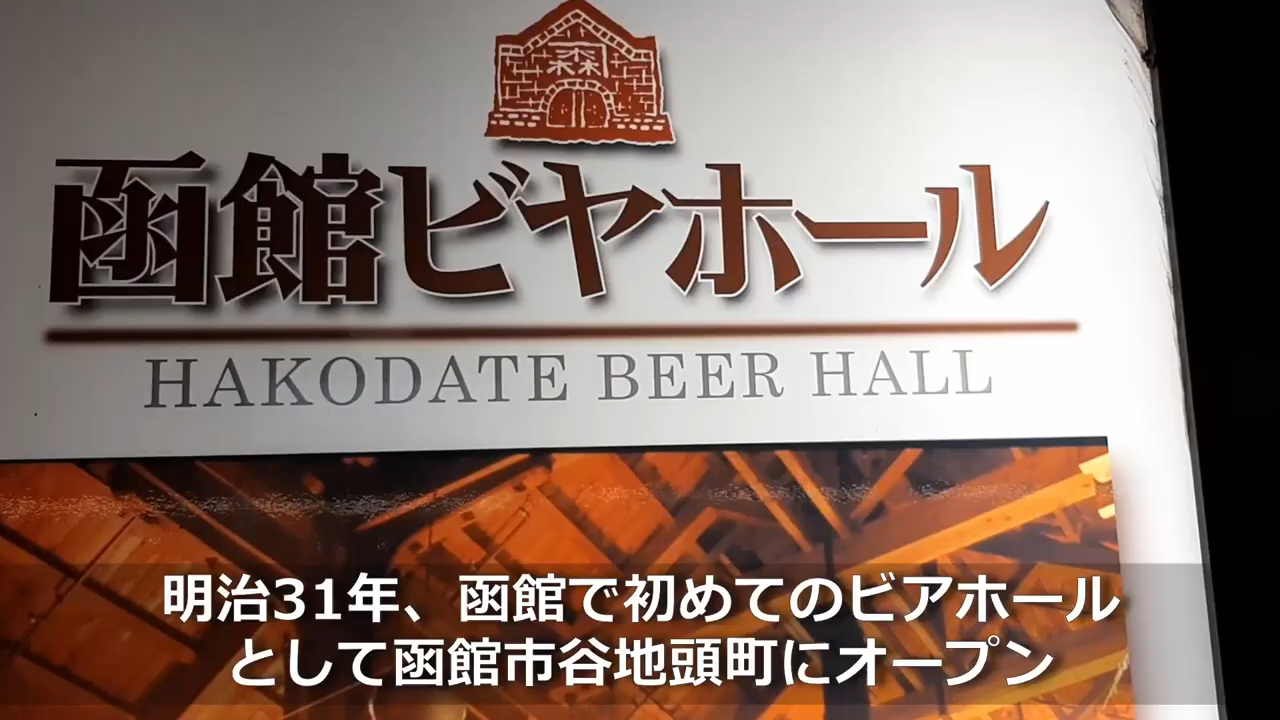 森
函館ビヤホール
HAKODATE BEER HALL
明治31年、函館で初めてのビアホール
として函館市谷地頭町にオープン